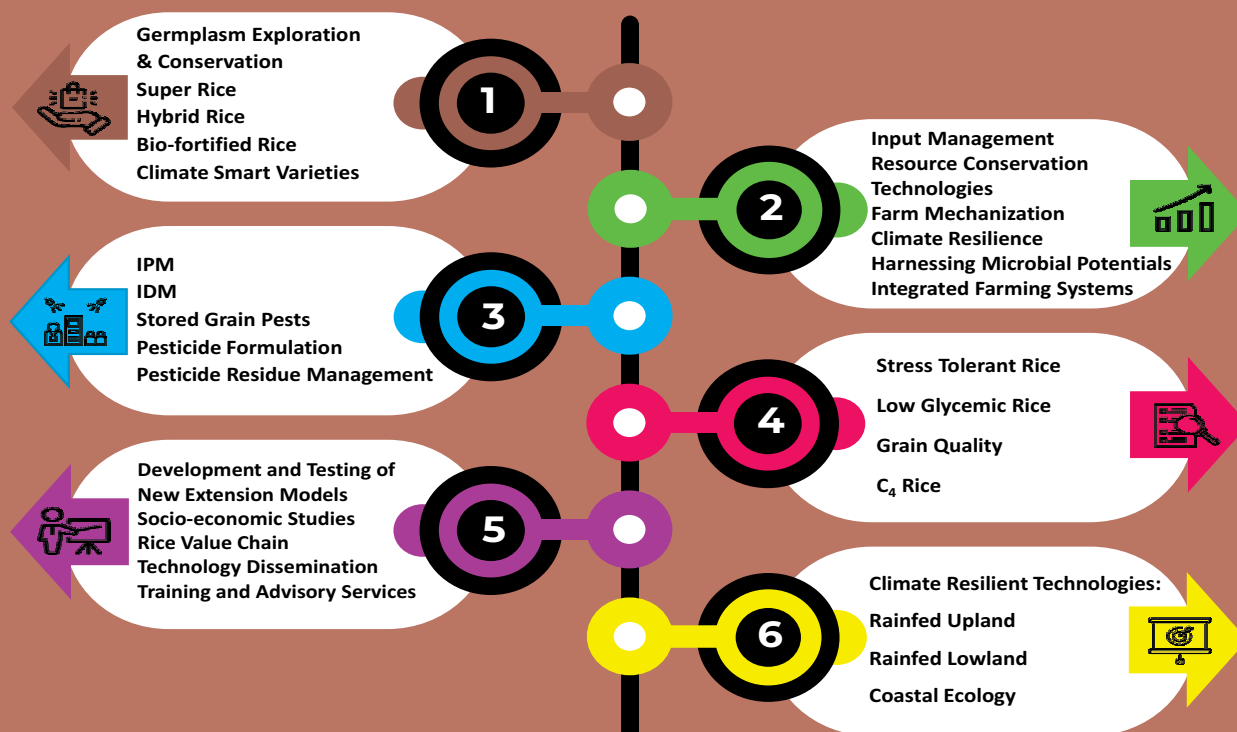 1
Germplasm Exploration
& Conservation
Super Rice
Hybrid Rice
Bio-fortified Rice
Climate Smart Varieties
2
Input Management
Resource Conservation
Technologies
Farm Mechanization
Climate Resilience
Harnessing Microbial Potentials
Integrated Farming Systems
3
IPM
IDM
Stored Grain Pests
Pesticide Formulation
Pesticide Residue Management
4
Stress Tolerant Rice
Low Glycemic Rice
Grain Quality
C₄ Rice
5
Development and Testing of
New Extension Models
Socio-economic Studies
Rice Value Chain
Technology Dissemination
Training and Advisory Services
6
Climate Resilient Technologies:
Rainfed Upland
Rainfed Lowland
Coastal Ecology